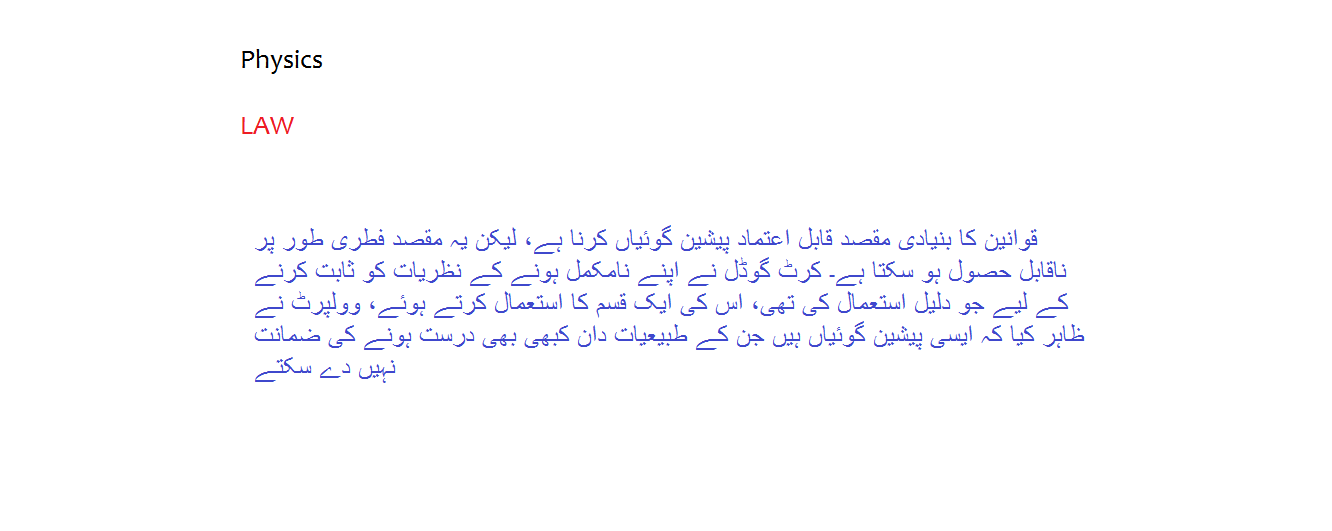 Physics
LAW
قوانین کا بنیادی مقصد قابل اعتماد پیشین گوئیاں کرنا ہے، لیکن یہ مقصد فطری طور پر
ناقابل حصول ہو سکتا ہے۔ کرٹ گوڈل نے اپنے نامکمل ہونے کے نظریات کو ثابت کرنے
کے لیے جو دلیل استعمال کی تھی، اس کی ایک قسم کا استعمال کرتے ہوئے، وولپرٹ نے
ظاہر کیا کہ ایسی پیشین گوئیاں ہیں جن کے طبیعیات دان کبھی بھی درست ہونے کی ضمانت
نہیں دے سکتے